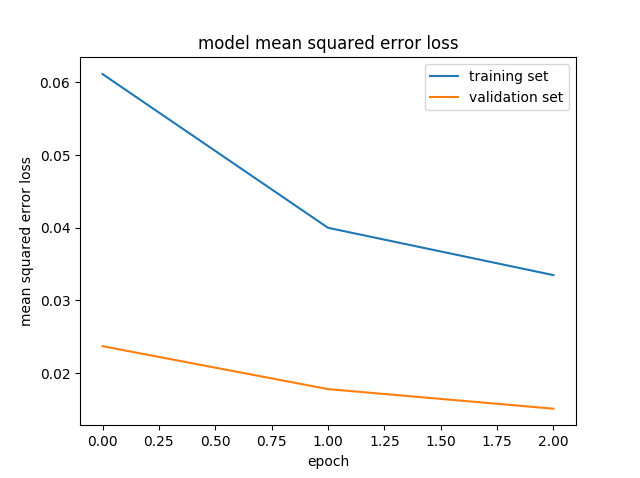 model mean squared error loss
training set
validation set
0.06
0.05
0.04
0.03
0.02
mean squared error loss
0.00 0.25 0.50 0.75 1.00 1.25 1.50 1.75 2.00
epoch